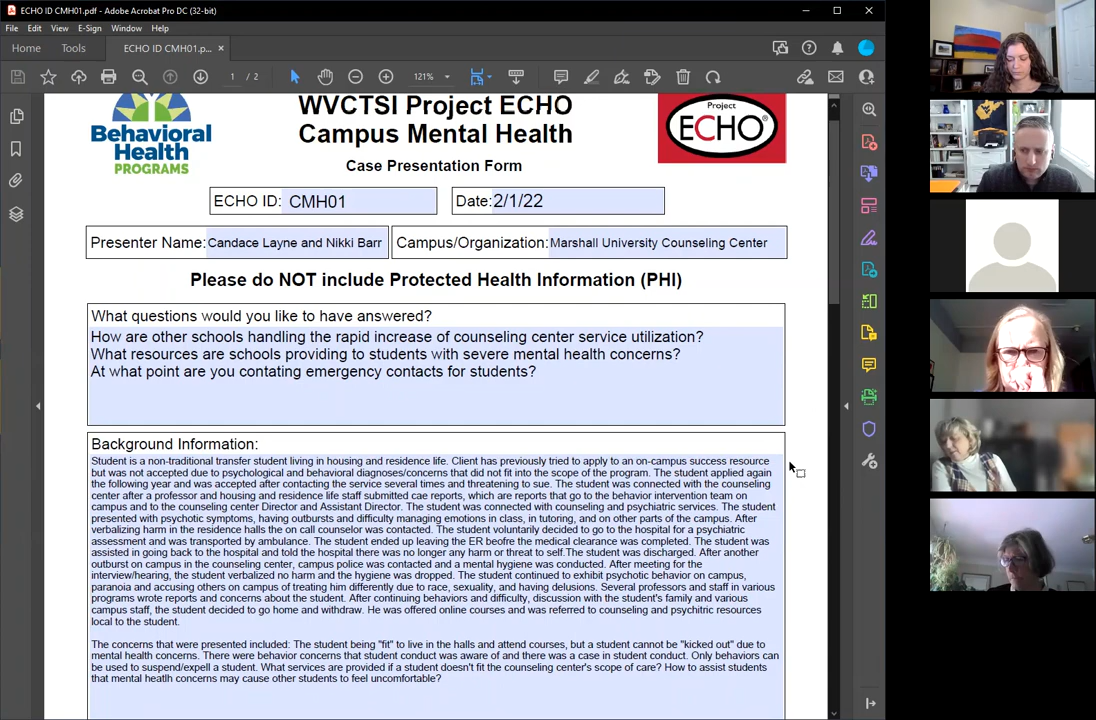 ECHO ID CMH01.pdf - Adobe Acrobat Pro DC (32-bit)
File Edit View E-Sign Window Help
Home Tools ECHO ID CMH01.p... ×
1 / 2 121%
Behavioral
Health
PROGRAMS
WVCTSI Project ECHO
Campus Mental Health
Case Presentation Form
Project
ECHO®
ECHO ID: CMH01 Date: 2/1/22
Presenter Name: Candace Layne and Nikki Barr Campus/Organization: Marshall University Counseling Center
Please do NOT include Protected Health Information (PHI)
What questions would you like to have answered?
How are other schools handling the rapid increase of counseling center service utilization?
What resources are schools providing to students with severe mental health concerns?
At what point are you contating emergency contacts for students?
Background Information:
Student is a non-traditional transfer student living in housing and residence life. Client has previously tried to apply to an on-campus success resource
but was not accepted due to psychological and behavioral diagnoses/concerns that did not fit into the scope of the program. The student applied again
the following year and was accepted after contacting the service several times and threatening to sue. The student was connected with the counseling
center after a professor and housing and residence life staff submitted cae reports, which are reports that go to the behavior intervention team on
campus and to the counseling center Director and Assistant Director. The student was connected with counseling and psychiatric services. The student
presented with psychotic symptoms, having outbursts and difficulty managing emotions in class, in tutoring, and on other parts of the campus. After
verbalizing harm in the residence halls the on call counselor was contacted. The student voluntarily decided to go to the hospital for a psychiatric
assessment and was transported by ambulance. The student ended up leaving the ER beofre the medical clearance was completed. The student was
assisted in going back to the hospital and told the hospital there was no longer any harm or threat to self.The student was discharged. After another
outburst on campus in the counseling center, campus police was contacted and a mental hygiene was conducted. After meeting for the
interview/hearing, the student verbalized no harm and the hygiene was dropped. The student continued to exhibit psychotic behavior on campus,
paranoia and accusing others on campus of treating him differently due to race, sexuality, and having delusions. Several professors and staff in various
programs wrote reports and concerns about the student. After continuing behaviors and difficulty, discussion with the student's family and various
campus staff, the student decided to go home and withdraw. He was offered online courses and was referred to counseling and psychitric resources
local to the student.
The concerns that were presented included: The student being "fit" to live in the halls and attend courses, but a student cannot be "kicked out" due to
mental health concerns. There were behavior concerns that student conduct was aware of and there was a case in student conduct. Only behaviors can
be used to suspend/expell a student. What services are provided if a student doesn't fit the counseling center's scope of care? How to assist students
that mental heatlh concerns may cause other students to feel uncomfortable?